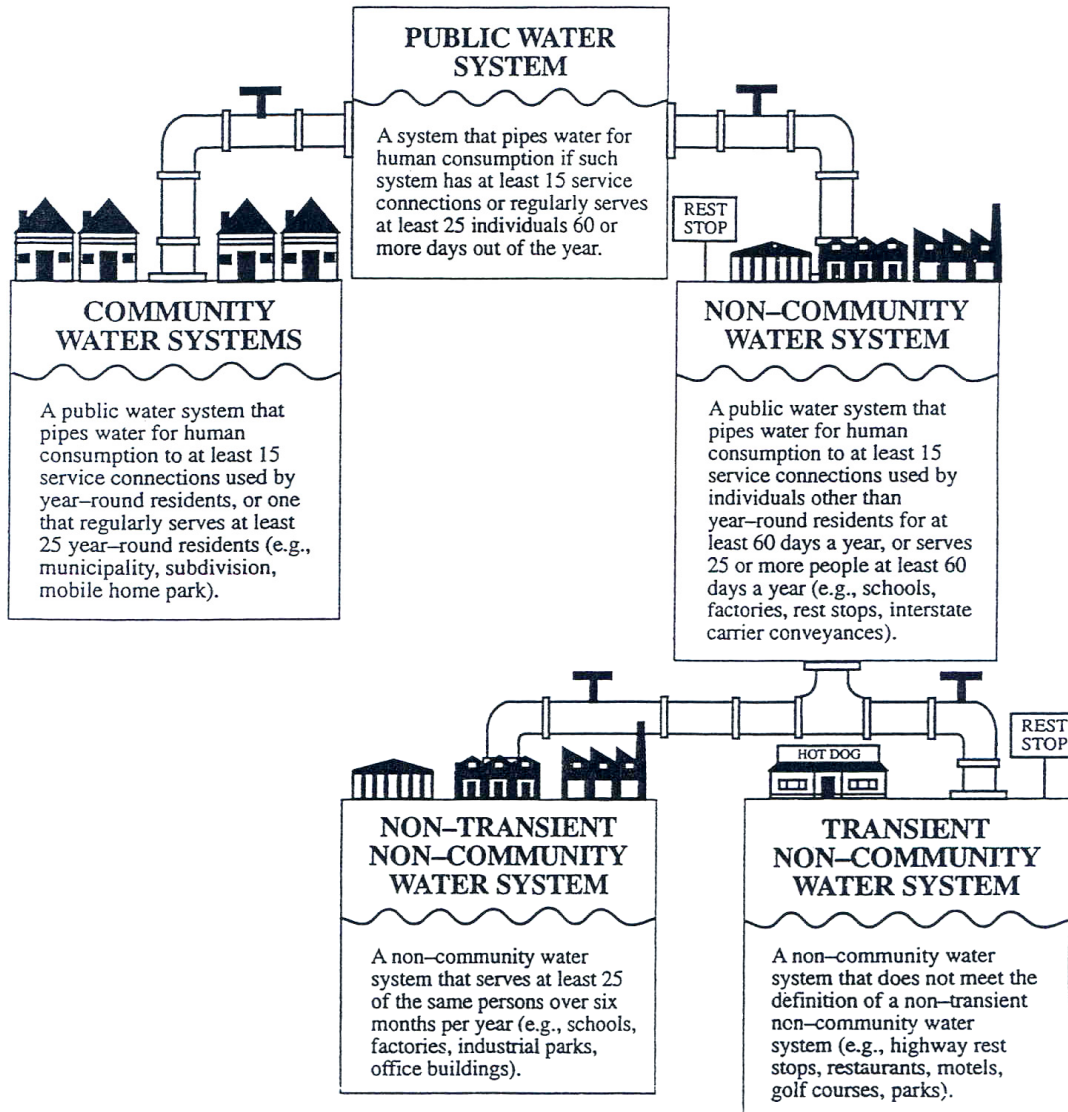 PUBLIC WATER
SYSTEM
A system that pipes water for
human consumption if such
system has at least 15 service
connections or regularly serves
at least 25 individuals 60 or
more days out of the year.
COMMUNITY
WATER SYSTEMS
A public water system that
pipes water for human
consumption to at least 15
service connections used by
year–round residents, or one
that regularly serves at least
25 year–round residents (e.g.,
municipality, subdivision,
mobile home park).
REST
STOP
NON–COMMUNITY
WATER SYSTEM
A public water system that
pipes water for human
consumption to at least 15
service connections used by
individuals other than
year–round residents for at
least 60 days a year, or serves
25 or more people at least 60
days a year (e.g., schools,
factories, rest stops, interstate
carrier conveyances).
NON–TRANSIENT
NON–COMMUNITY
WATER SYSTEM
A non–community water
system that serves at least 25
of the same persons over six
months per year (e.g., schools,
factories, industrial parks,
office buildings).
HOT DOG
REST
STOP
TRANSIENT
NON–COMMUNITY
WATER SYSTEM
A non–community water
system that does not meet the
definition of a non–transient
non–community water
system (e.g., highway rest
stops, restaurants, motels,
golf courses, parks).